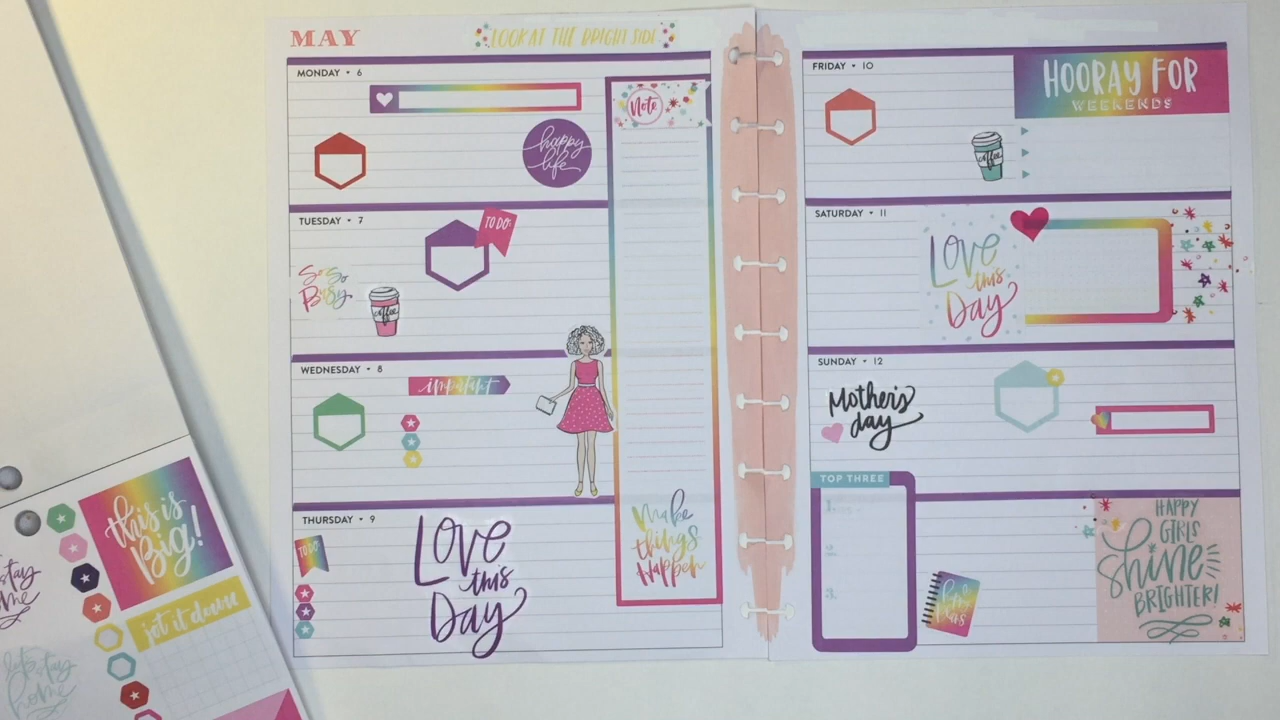 MAY
LOOK AT THE BRIGHT SIDE
MONDAY • 6
happy
life
Note
TUESDAY • 7
TO DO:
So So
Busy
coffee
WEDNESDAY • 8
important
THURSDAY • 9
TO DO:
LOVE
this
Day
Make
things
Happen
FRIDAY • 10
HOORAY FOR
WEEKENDS
coffee
SATURDAY • 11
LOVE
this
Day
SUNDAY • 12
Mother's
day
TOP THREE
1.
2.
3.
HAPPY
GIRLS
Shine
BRIGHTER!
this is
Big!
jot it down
stay
home